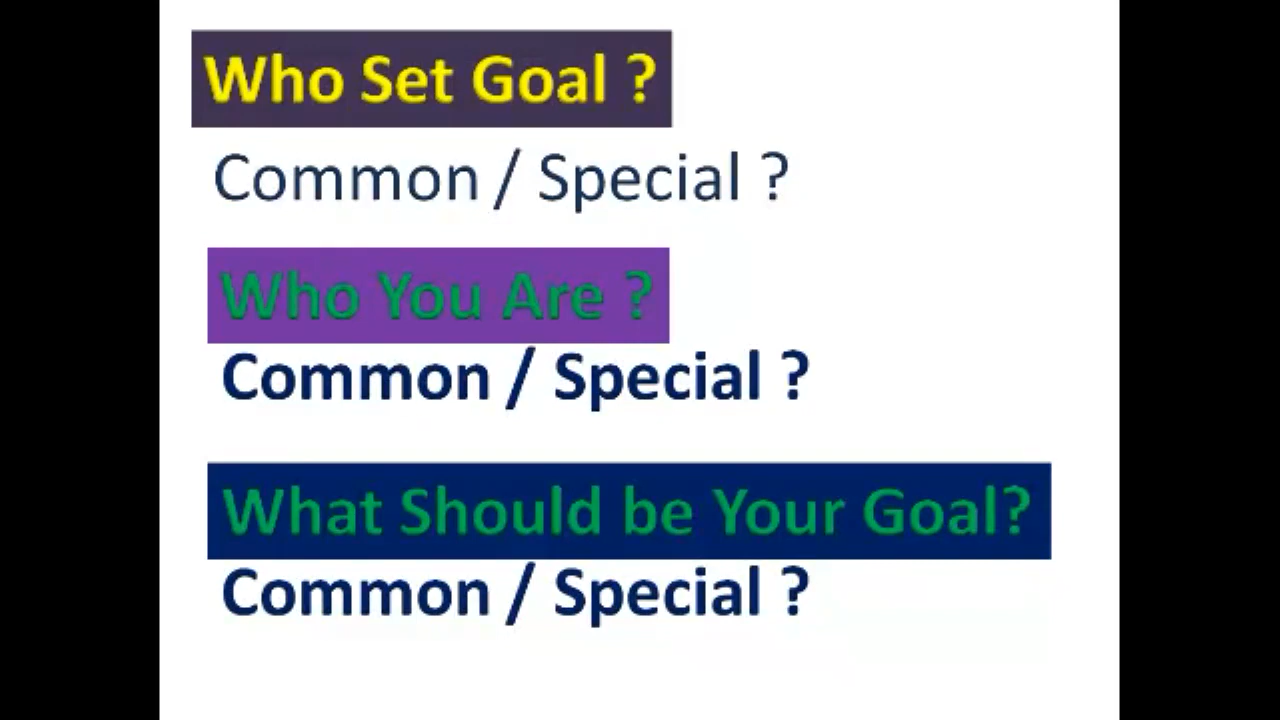 Who Set Goal ?
Common / Special ?
Who You Are ?
Common / Special ?
What Should be Your Goal?
Common / Special ?